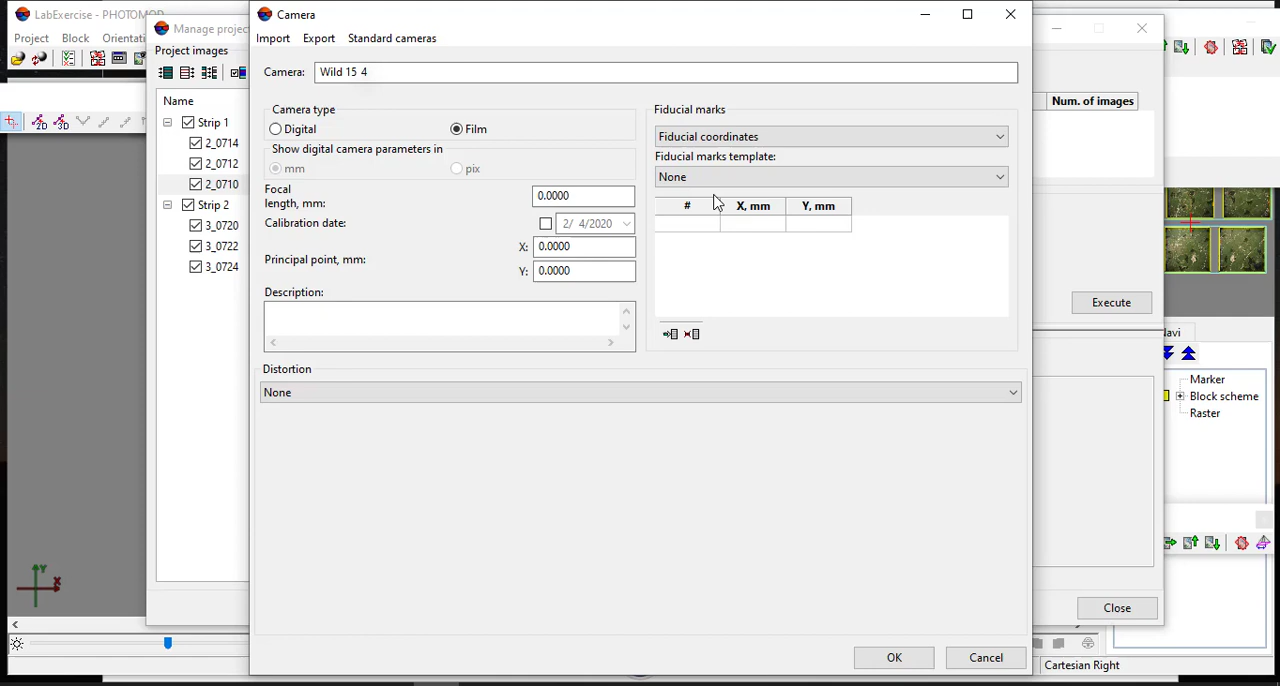 LabExercise - PHOTOMOD
Project Block Orientati
Manage projec
Project images
Name
Strip 1
2_0714
2_0712
2_0710
Strip 2
3_0720
3_0722
3_0724
Camera
Import Export Standard cameras
Camera: Wild 15 4
Camera type
Digital Film
Show digital camera parameters in
mm pix
Focal
length, mm: 0.0000
Calibration date: 2/ 4/2020
Principal point, mm:
X: 0.0000
Y: 0.0000
Description:
Fiducial marks
Fiducial coordinates
Fiducial marks template:
None
# X, mm Y, mm
Distortion
None
OK Cancel
Num. of images
Execute
Navi
Marker
Block scheme
Raster
Close
Cartesian Right
2D 3D
Y
X